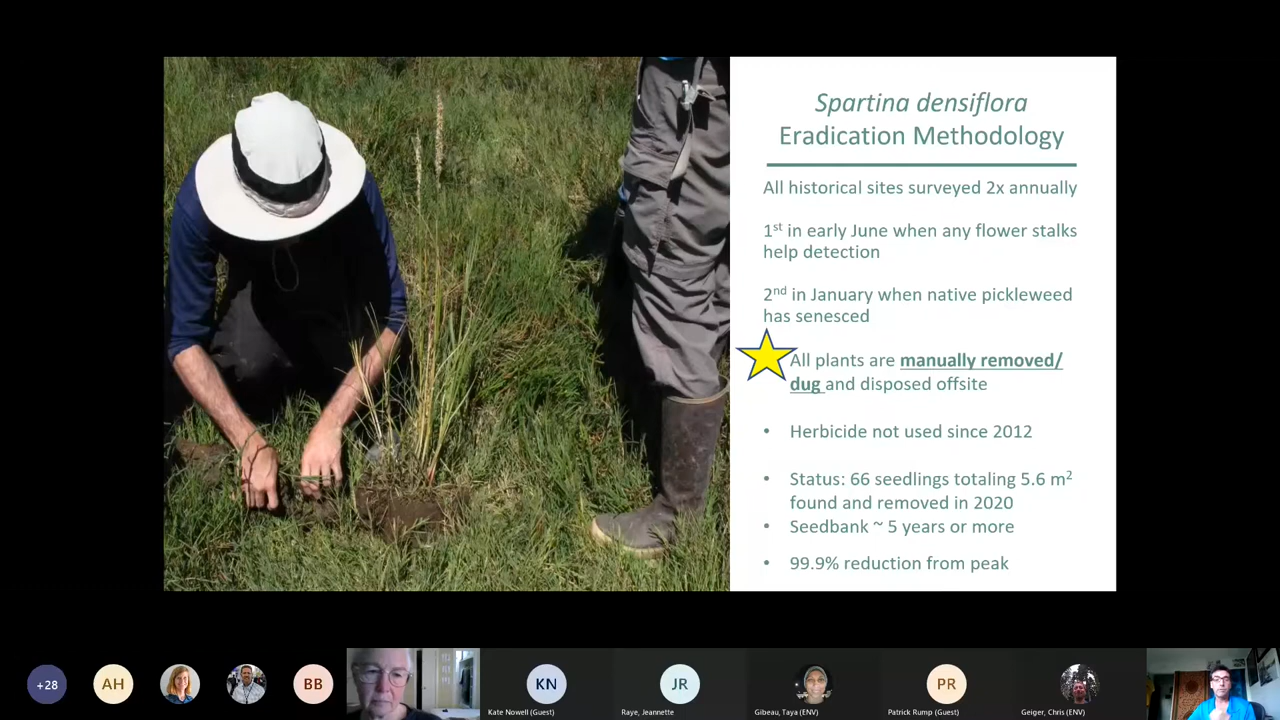 Spartina densiflora
Eradication Methodology
All historical sites surveyed 2x annually
1st in early June when any flower stalks
help detection
2nd in January when native pickleweed
has senesced
All plants are manually removed/
dug and disposed offsite
• Herbicide not used since 2012
• Status: 66 seedlings totaling 5.6 m²
found and removed in 2020
• Seedbank ~ 5 years or more
• 99.9% reduction from peak
+28
AH
BB
KN
JR
PR
Kate Nowell (Guest)
Raye, Jeannette
Gibeau, Taya (ENV)
Patrick Rump (Guest)
Geiger, Chris (ENV)